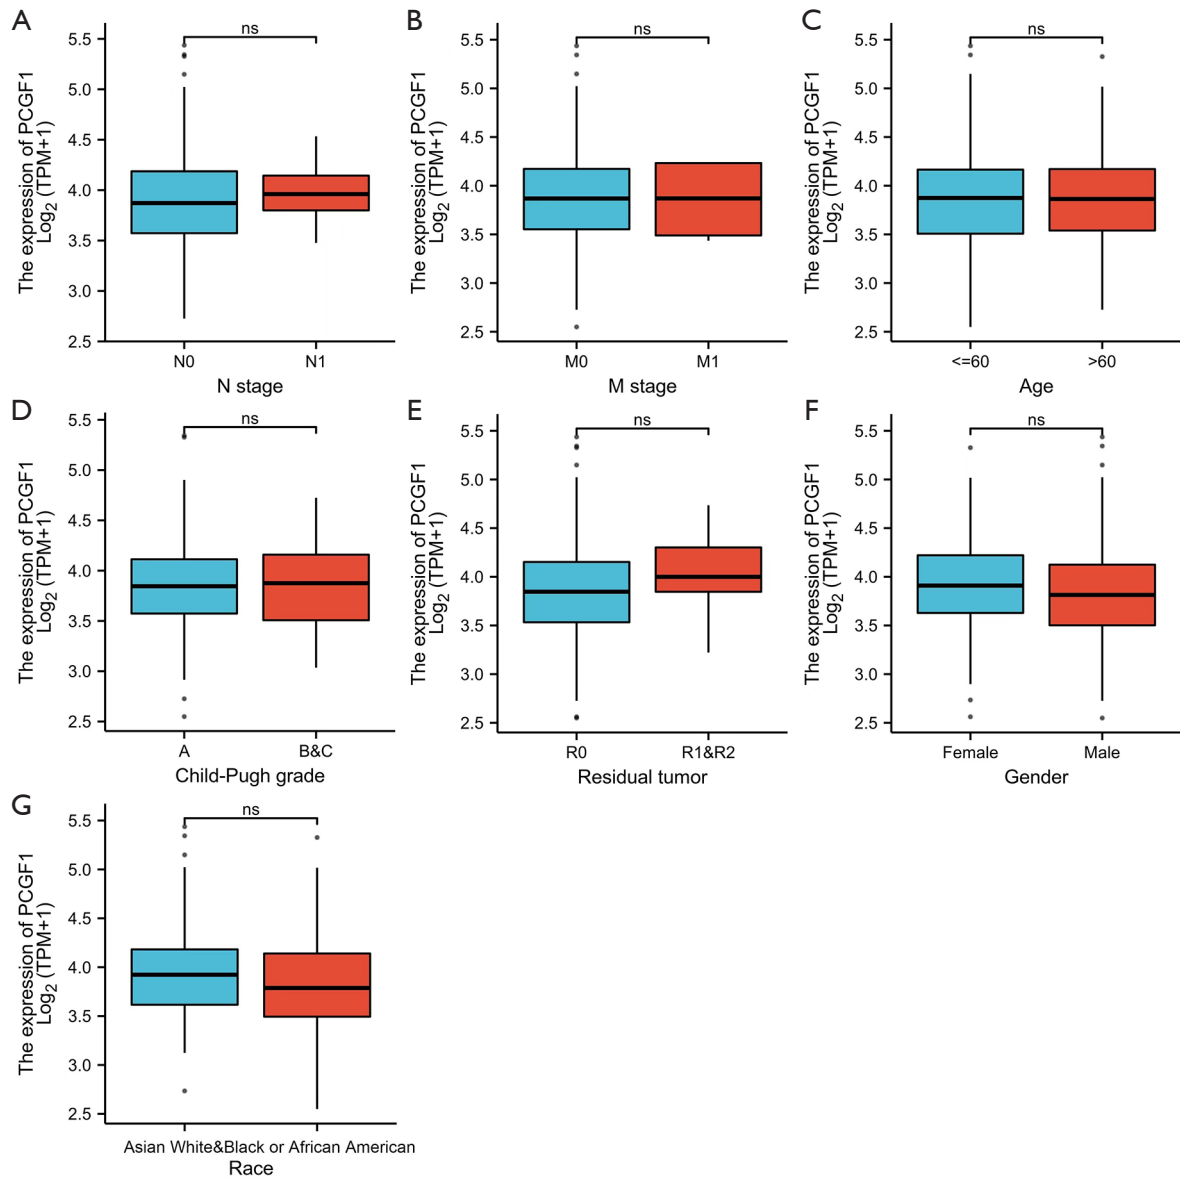 A
ns
The expression of PCGF1
Log2 (TPM+1)
5.5
5.0
4.5
4.0
3.5
3.0
2.5
N0 N1
N stage
B
ns
The expression of PCGF1
Log2 (TPM+1)
5.5
5.0
4.5
4.0
3.5
3.0
2.5
M0 M1
M stage
C
ns
The expression of PCGF1
Log2 (TPM+1)
5.5
5.0
4.5
4.0
3.5
3.0
2.5
<=60 >60
Age
D
ns
The expression of PCGF1
Log2 (TPM+1)
5.5
5.0
4.5
4.0
3.5
3.0
2.5
A B&C
Child-Pugh grade
E
ns
The expression of PCGF1
Log2 (TPM+1)
5.5
5.0
4.5
4.0
3.5
3.0
2.5
R0 R1&R2
Residual tumor
F
ns
The expression of PCGF1
Log2 (TPM+1)
5.5
5.0
4.5
4.0
3.5
3.0
2.5
Female Male
Gender
G
ns
The expression of PCGF1
Log2 (TPM+1)
5.5
5.0
4.5
4.0
3.5
3.0
2.5
Asian White&Black or African American
Race